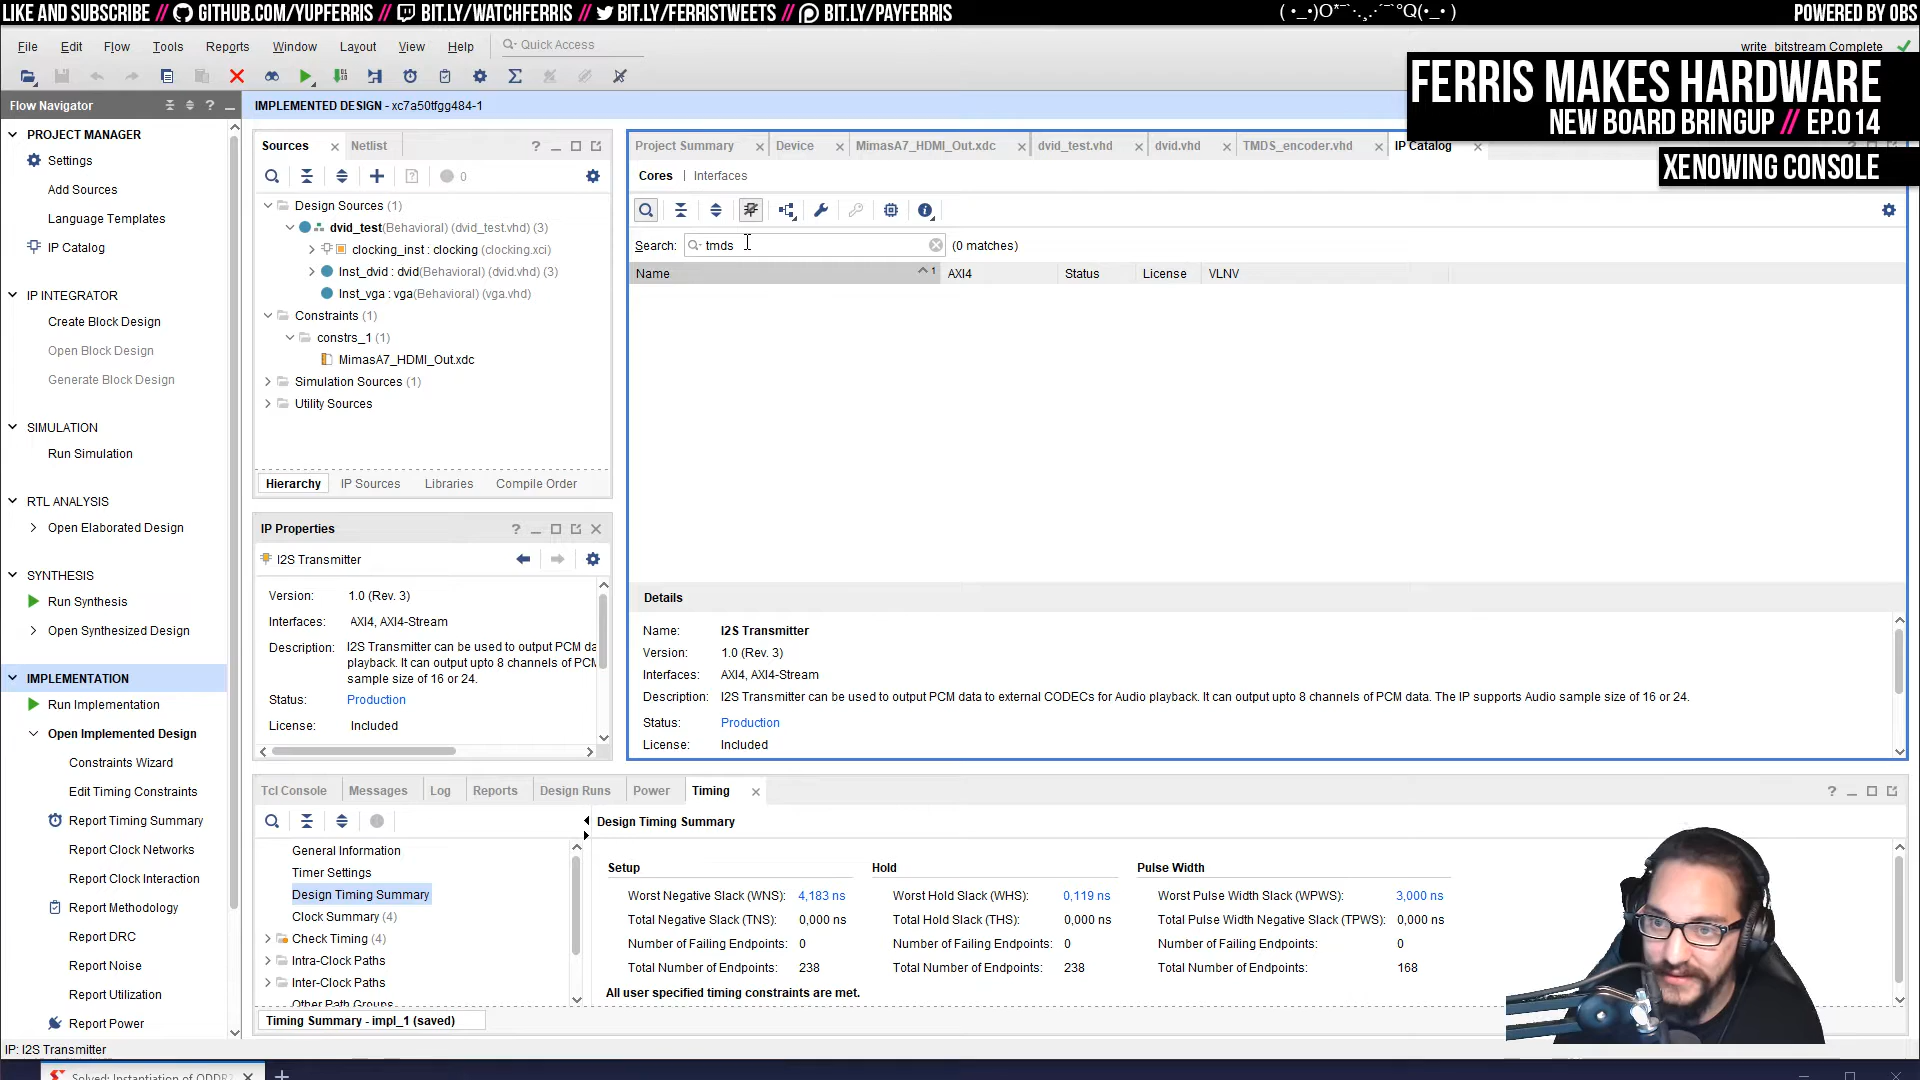 LIKE AND SUBSCRIBE // GITHUB.COM/YUPFERRIS // BIT.LY/WATCHFERRIS // BIT.LY/FERRISTWEETS // BIT.LY/PAYFERRIS
POWERED BY OBS
File Edit Flow Tools Reports Window Layout View Help Quick Access
write_bitstream Complete
FERRIS MAKES HARDWARE
NEW BOARD BRINGUP // EP.014
XENOWING CONSOLE
Flow Navigator
IMPLEMENTED DESIGN - xc7a50tfgg484-1
PROJECT MANAGER
Settings
Add Sources
Language Templates
IP Catalog
IP INTEGRATOR
Create Block Design
Open Block Design
Generate Block Design
SIMULATION
Run Simulation
RTL ANALYSIS
Open Elaborated Design
SYNTHESIS
Run Synthesis
Open Synthesized Design
IMPLEMENTATION
Run Implementation
Open Implemented Design
Constraints Wizard
Edit Timing Constraints
Report Timing Summary
Report Clock Networks
Report Clock Interaction
Report Methodology
Report DRC
Report Noise
Report Utilization
Report Power
Sources Netlist
0
Design Sources (1)
dvid_test(Behavioral) (dvid_test.vhd) (3)
clocking_inst : clocking (clocking.xci)
Inst_dvid : dvid(Behavioral) (dvid.vhd) (3)
Inst_vga : vga(Behavioral) (vga.vhd)
Constraints (1)
constrs_1 (1)
MimasA7_HDMI_Out.xdc
Simulation Sources (1)
Utility Sources
Hierarchy IP Sources Libraries Compile Order
IP Properties
I2S Transmitter
Version: 1.0 (Rev. 3)
Interfaces: AXI4, AXI4-Stream
Description: I2S Transmitter can be used to output PCM da
playback. It can output upto 8 channels of PCM
sample size of 16 or 24.
Status: Production
License: Included
Project Summary Device MimasA7_HDMI_Out.xdc dvid_test.vhd dvid.vhd TMDS_encoder.vhd IP Catalog
Cores | Interfaces
Search: tmds (0 matches)
Name 1 AXI4 Status License VLNV
Details
Name: I2S Transmitter
Version: 1.0 (Rev. 3)
Interfaces: AXI4, AXI4-Stream
Description: I2S Transmitter can be used to output PCM data to external CODECs for Audio playback. It can output upto 8 channels of PCM data. The IP supports Audio sample size of 16 or 24.
Status: Production
License: Included
Tcl Console Messages Log Reports Design Runs Power Timing
General Information
Timer Settings
Design Timing Summary
Clock Summary (4)
Check Timing (4)
Intra-Clock Paths
Inter-Clock Paths
Other Path Groups
Design Timing Summary
Setup Hold Pulse Width
Worst Negative Slack (WNS): 4,183 ns Worst Hold Slack (WHS): 0,119 ns Worst Pulse Width Slack (WPWS): 3,000 ns
Total Negative Slack (TNS): 0,000 ns Total Hold Slack (THS): 0,000 ns Total Pulse Width Negative Slack (TPWS): 0,000 ns
Number of Failing Endpoints: 0 Number of Failing Endpoints: 0 Number of Failing Endpoints: 0
Total Number of Endpoints: 238 Total Number of Endpoints: 238 Total Number of Endpoints: 168
All user specified timing constraints are met.
Timing Summary - impl_1 (saved)
IP: I2S Transmitter
Solved: Instantiation of ODDR